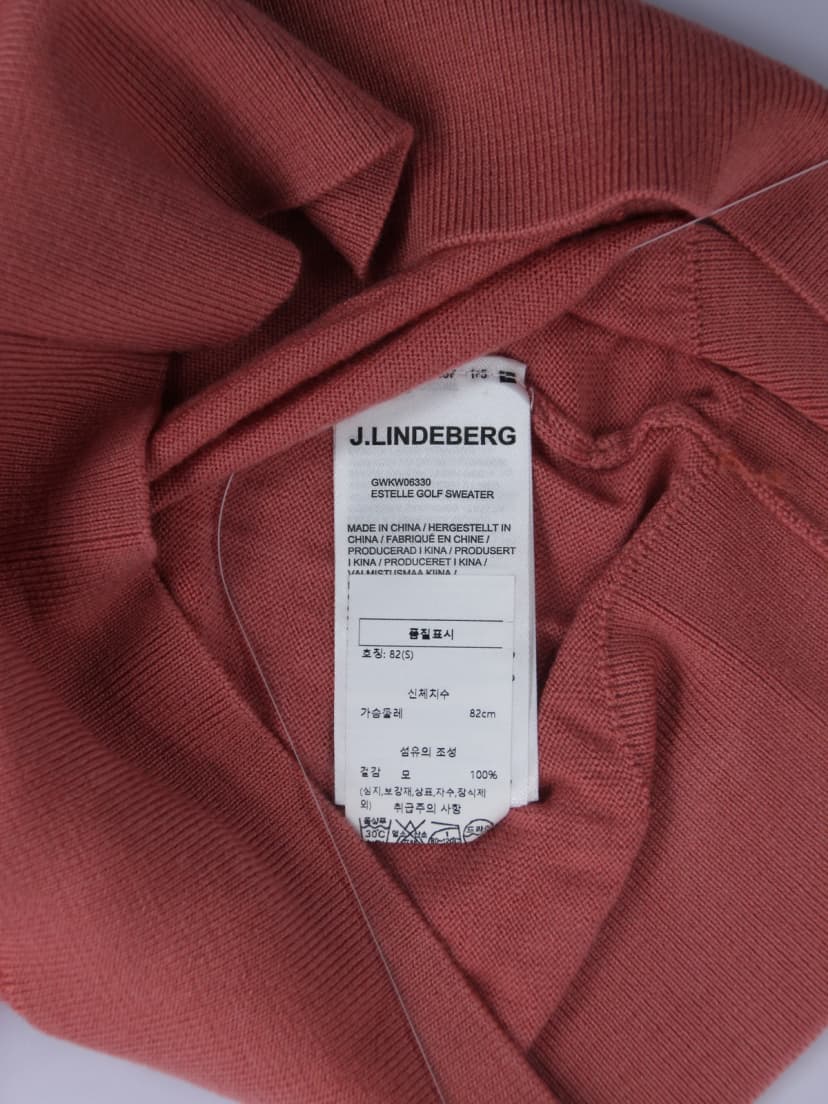 J.LINDEBERG
GWKW06330
ESTELLE GOLF SWEATER
MADE IN CHINA / HERGESTELLT IN
CHINA / FABRIQUÉ EN CHINE /
PRODUCERAD I KINA / PRODUSERT
I KINA / PRODUCERET I KINA /
VALMISTUSMAA KIINA /
품질표시
호칭: 82(S)
신체치수
가슴둘레 82cm
섬유의 조성
겉감 모 100%
(심지,보강재,상표,자수,장식제
외) 취급주의 사항
30℃